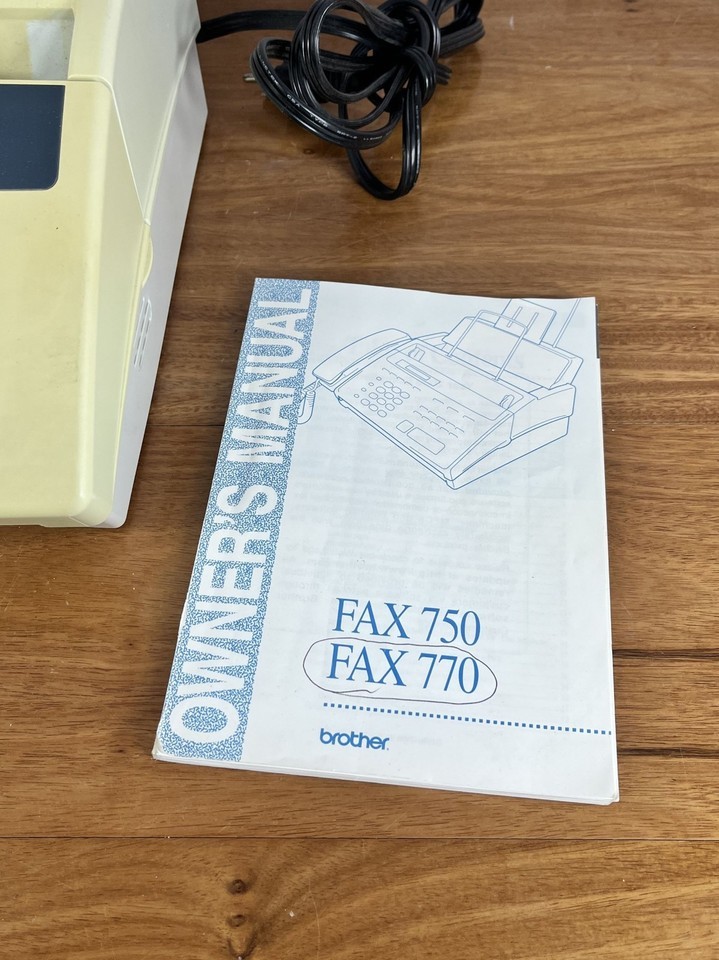 OWNER'S MANUAL
FAX 750
FAX 770
brother.